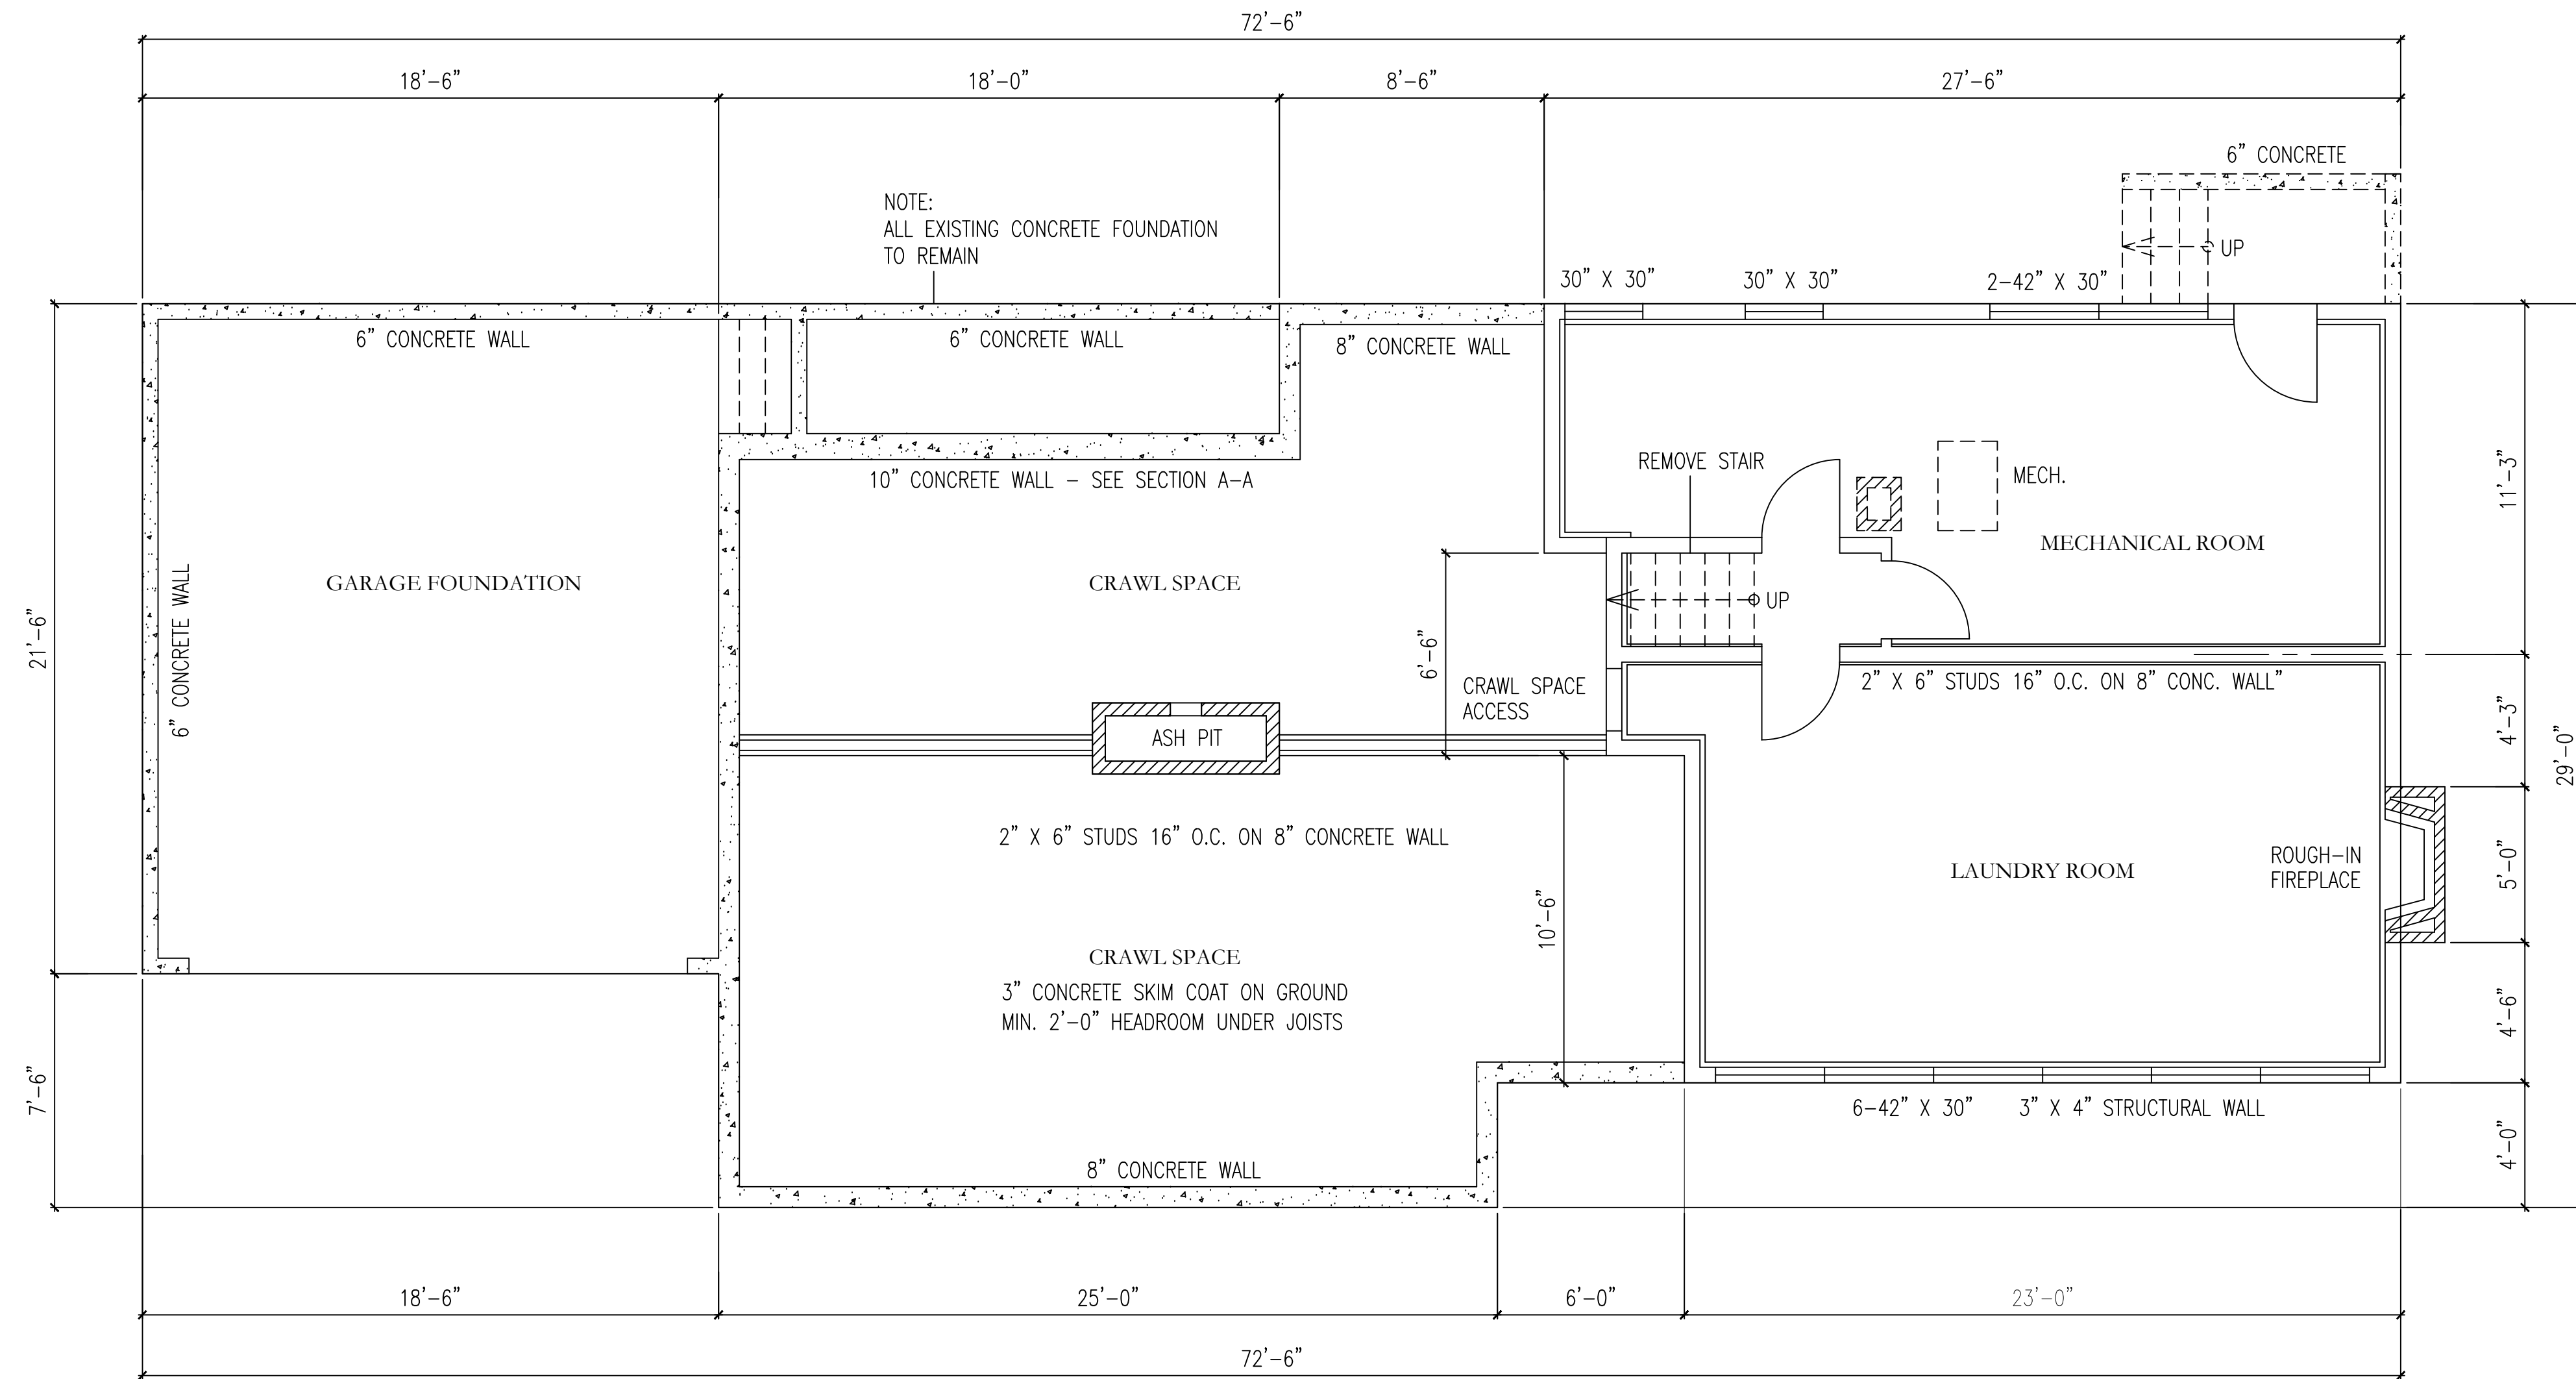 72'-6"
18'-6"
18'-0"
8'-6"
27'-6"
6" CONCRETE
NOTE:
ALL EXISTING CONCRETE FOUNDATION
TO REMAIN
UP
30" X 30"
30" X 30"
2-42" X 30"
6" CONCRETE WALL
6" CONCRETE WALL
8" CONCRETE WALL
10" CONCRETE WALL - SEE SECTION A-A
REMOVE STAIR
MECH.
11'-3"
MECHANICAL ROOM
GARAGE FOUNDATION
CRAWL SPACE
UP
21'-6"
6" CONCRETE WALL
6'-6"
CRAWL SPACE
ACCESS
2" X 6" STUDS 16" O.C. ON 8" CONC. WALL"
4'-3"
29'-0"
ASH PIT
2" X 6" STUDS 16" O.C. ON 8" CONCRETE WALL
LAUNDRY ROOM
ROUGH-IN
FIREPLACE
5'-0"
10'-6"
CRAWL SPACE
3" CONCRETE SKIM COAT ON GROUND
MIN. 2'-0" HEADROOM UNDER JOISTS
4'-6"
7'-6"
6-42" X 30"
3" X 4" STRUCTURAL WALL
4'-0"
8" CONCRETE WALL
18'-6"
25'-0"
6'-0"
23'-0"
72'-6"